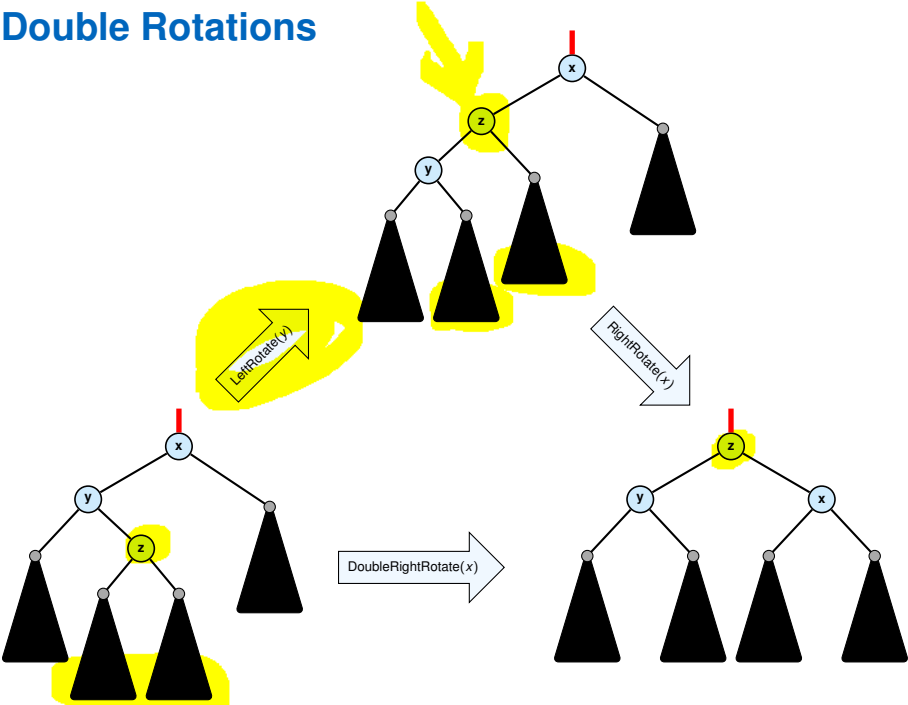 Double Rotations
x
z
y
LeftRotate(y)
RightRotate(x)
x
y
z
DoubleRightRotate(x)
z
y
x